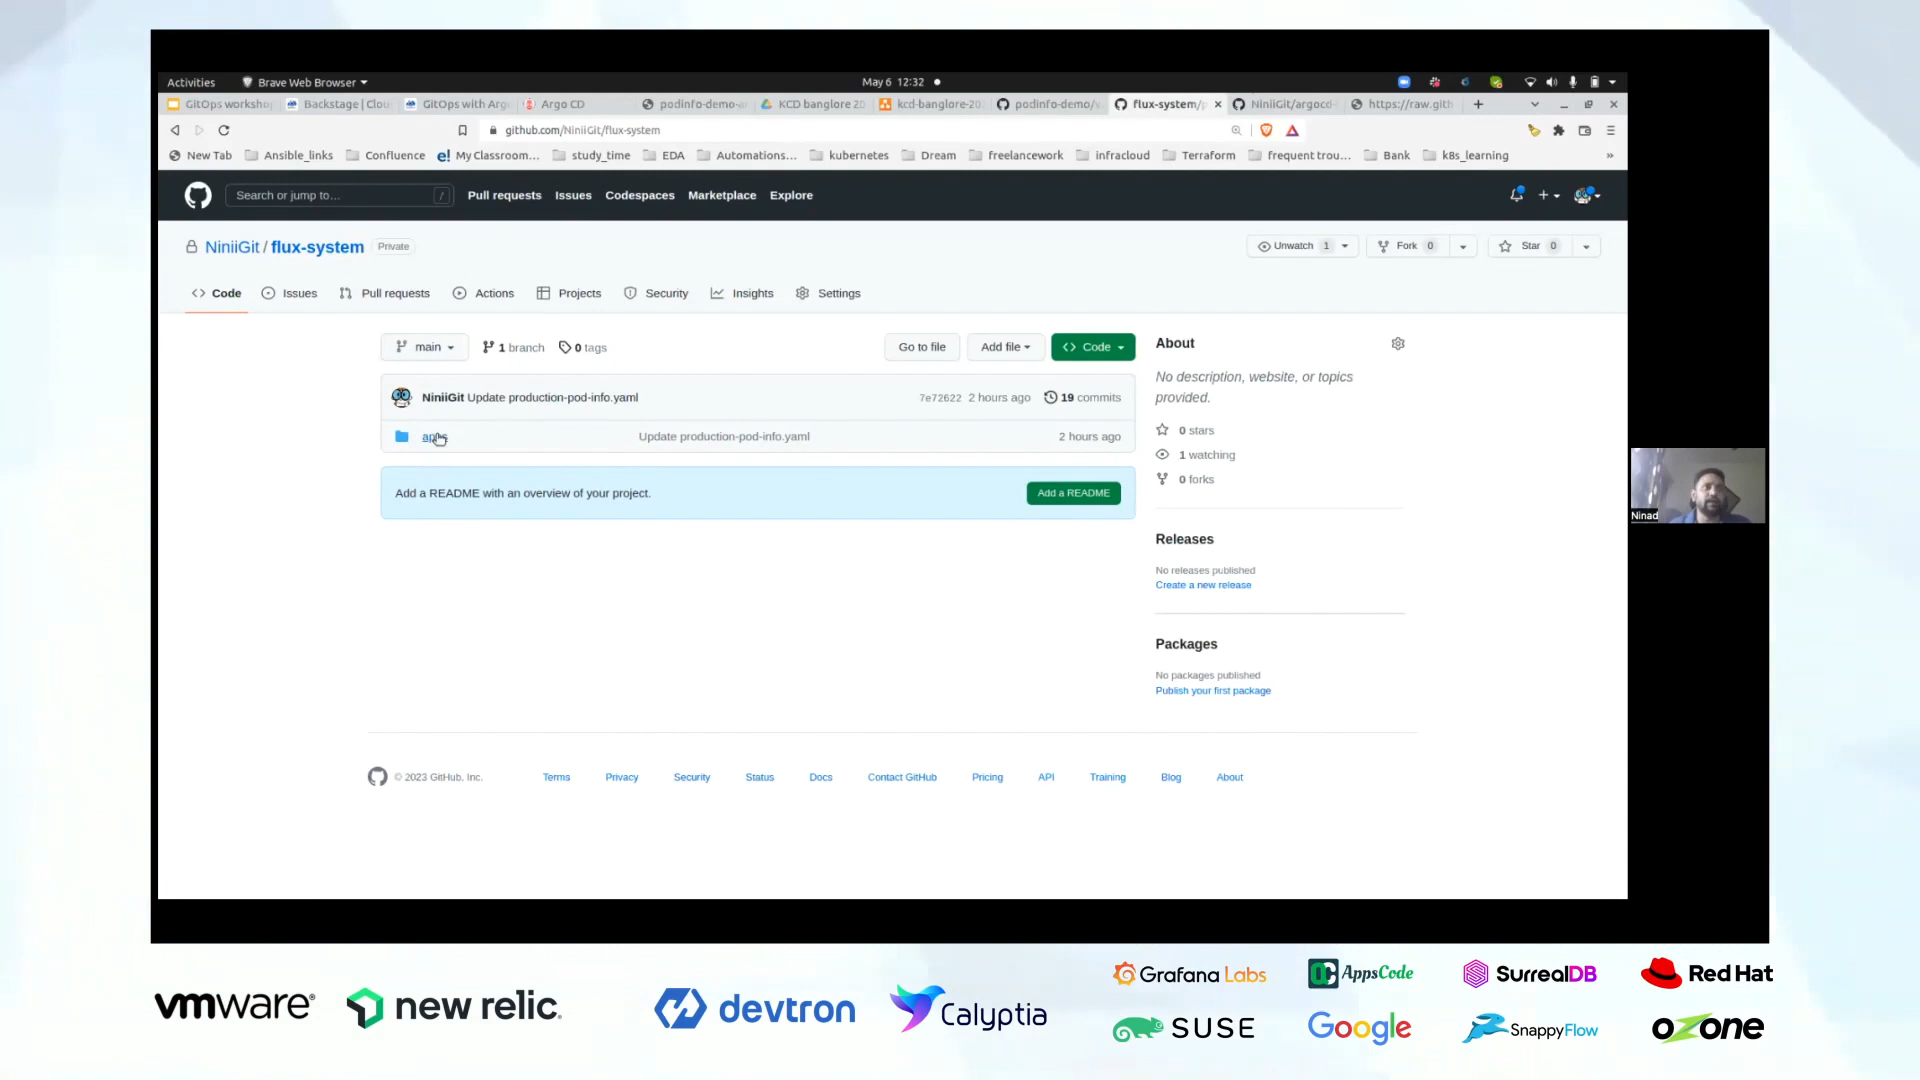 Activities Brave Web Browser May 6 12:32
GitOps worksho Backstage | Clou GitOps with Arg Argo CD podinfo-demo-a KCD banglore 20 kcd-banglore-20 podinfo-demo/v flux-system/p NiniiGit/argocd- https://raw.gith
github.com/NiniiGit/flux-system
New Tab Ansible_links Confluence e! My Classroom... study_time EDA Automations... kubernetes Dream freelancework infracloud Terraform frequent trou... Bank k8s_learning »
Search or jump to... / Pull requests Issues Codespaces Marketplace Explore
NiniiGit / flux-system Private Unwatch 1 Fork 0 Star 0
Code Issues Pull requests Actions Projects Security Insights Settings
main 1 branch 0 tags Go to file Add file Code
NiniiGit Update production-pod-info.yaml 7e72622 2 hours ago 19 commits
apps Update production-pod-info.yaml 2 hours ago
Add a README with an overview of your project. Add a README
About
No description, website, or topics
provided.
0 stars
1 watching
0 forks
Releases
No releases published
Create a new release
Packages
No packages published
Publish your first package
© 2023 GitHub, Inc. Terms Privacy Security Status Docs Contact GitHub Pricing API Training Blog About
Ninad
vmware new relic. devtron Calyptia
Grafana Labs AppsCode SurrealDB Red Hat
SUSE Google SnappyFlow ozone